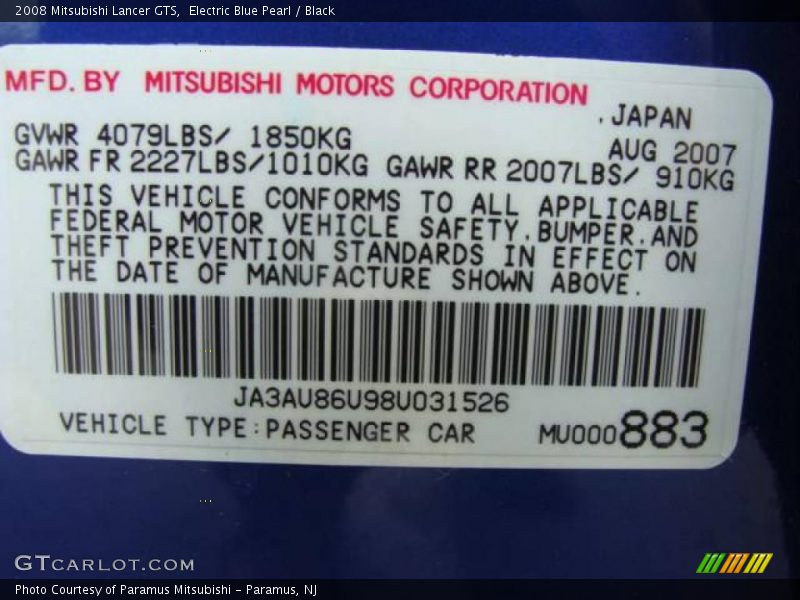 2008 Mitsubishi Lancer GTS,  Electric Blue Pearl / Black
MFD. BY MITSUBISHI MOTORS CORPORATION
.JAPAN
GVWR 4079LBS/ 1850KG
AUG 2007
GAWR FR 2227LBS/1010KG GAWR RR 2007LBS/ 910KG
THIS VEHICLE CONFORMS TO ALL APPLICABLE
FEDERAL MOTOR VEHICLE SAFETY,BUMPER,AND
THEFT PREVENTION STANDARDS IN EFFECT ON
THE DATE OF MANUFACTURE SHOWN ABOVE.
JA3AU86U98U031526
VEHICLE TYPE:PASSENGER CAR
MU000883
GTCARLOT.COM
Photo Courtesy of Paramus Mitsubishi - Paramus, NJ